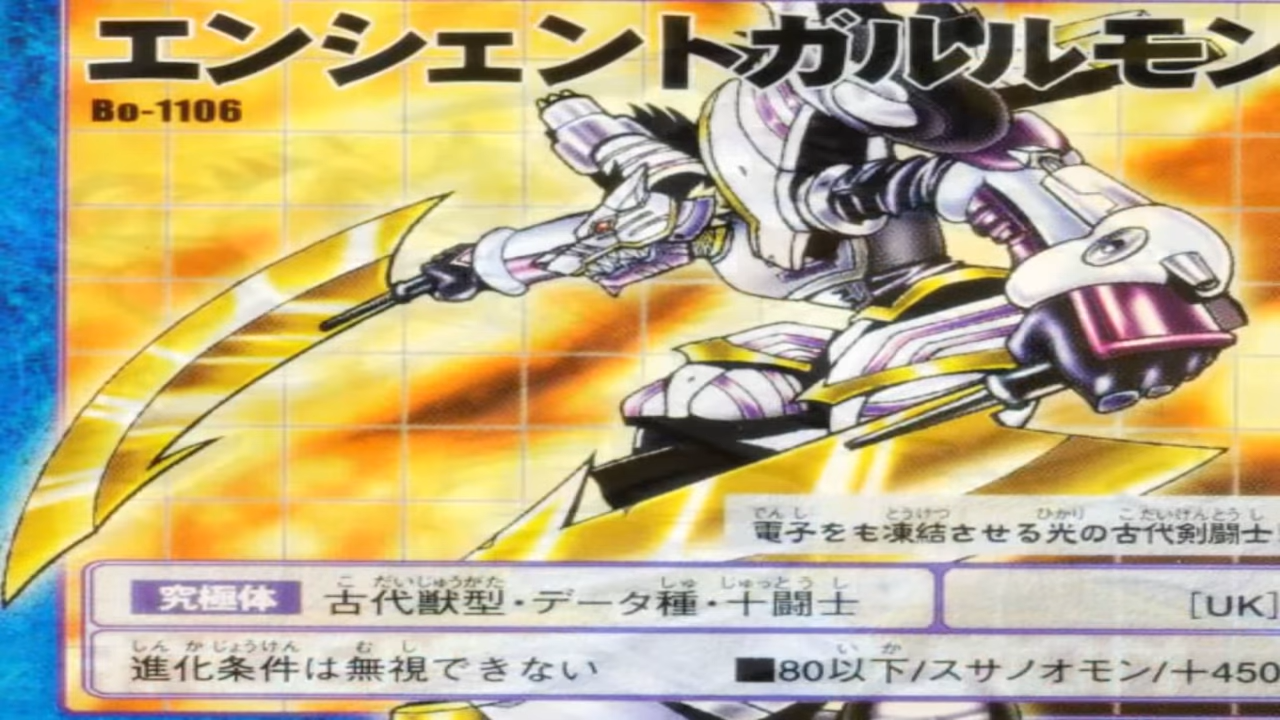 エンシェントガルルモン
Bo-1106
でんし とうけつ ひかり こだいけんとうし
電子をも凍結させる光の古代剣闘士
こ だいじゅうがた しゅ じゅっとうし
究極体 古代獣型・データ種・十闘士 [UK]
しんかじょうけん むし いか
進化条件は無視できない ■80以下/スサノオモン/+450